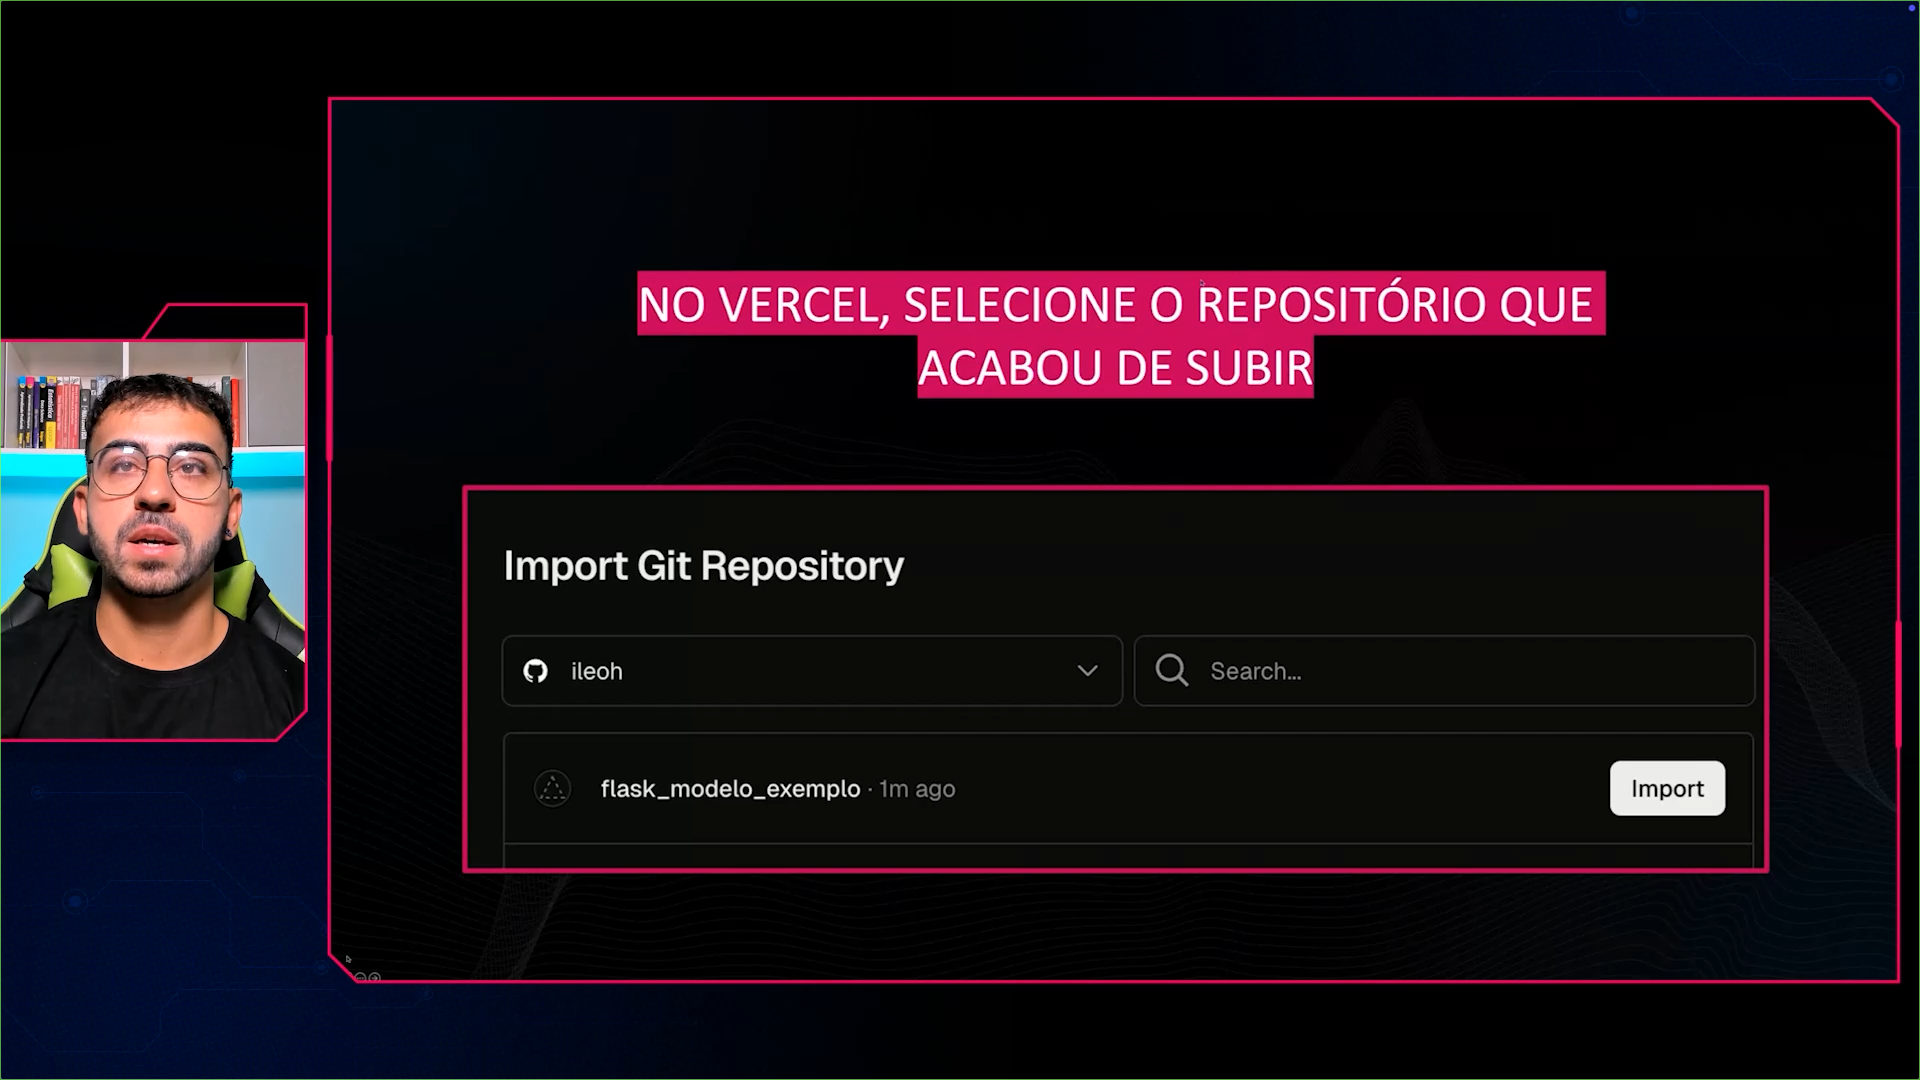 NO VERCEL, SELECIONE O REPOSITÓRIO QUE
ACABOU DE SUBIR
Import Git Repository
ileoh
Search...
flask_modelo_exemplo · 1m ago
Import